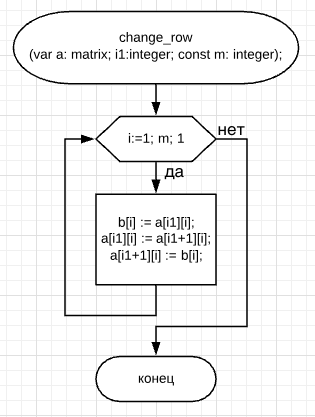 change_row
(var a: matrix; i1:integer; const m: integer);
i:=1; m; 1
нет
да
b[i] := a[i1][i];
a[i1][i] := a[i1+1][i];
a[i1+1][i] := b[i];
конец